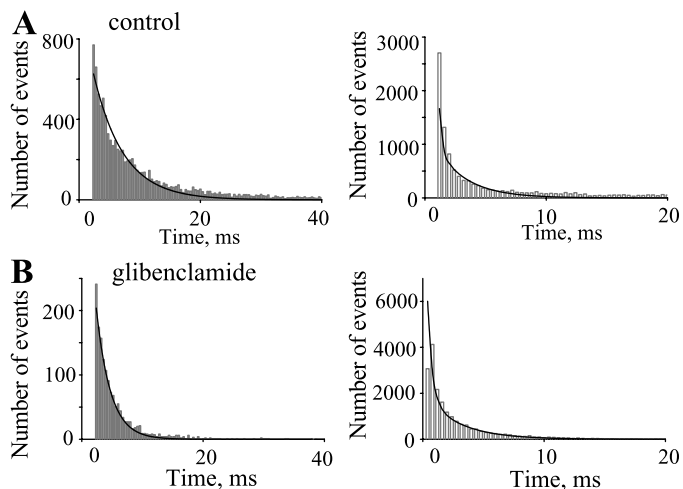 A
control
Number of events
800
400
0
0
20
40
Time, ms
Number of events
3000
2000
1000
0
0
10
20
Time, ms
B
glibenclamide
Number of events
200
100
0
0
20
40
Time, ms
Number of events
6000
4000
2000
0
0
10
20
Time, ms